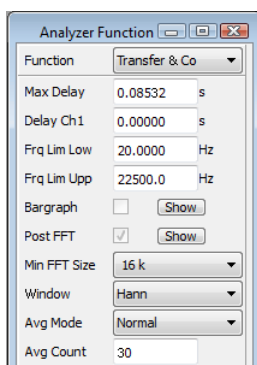 Analyzer Function
Function Transfer & Co
Max Delay 0.08532 s
Delay Ch1 0.00000 s
Frq Lim Low 20.0000 Hz
Frq Lim Upp 22500.0 Hz
Bargraph Show
Post FFT Show
Min FFT Size 16 k
Window Hann
Avg Mode Normal
Avg Count 30